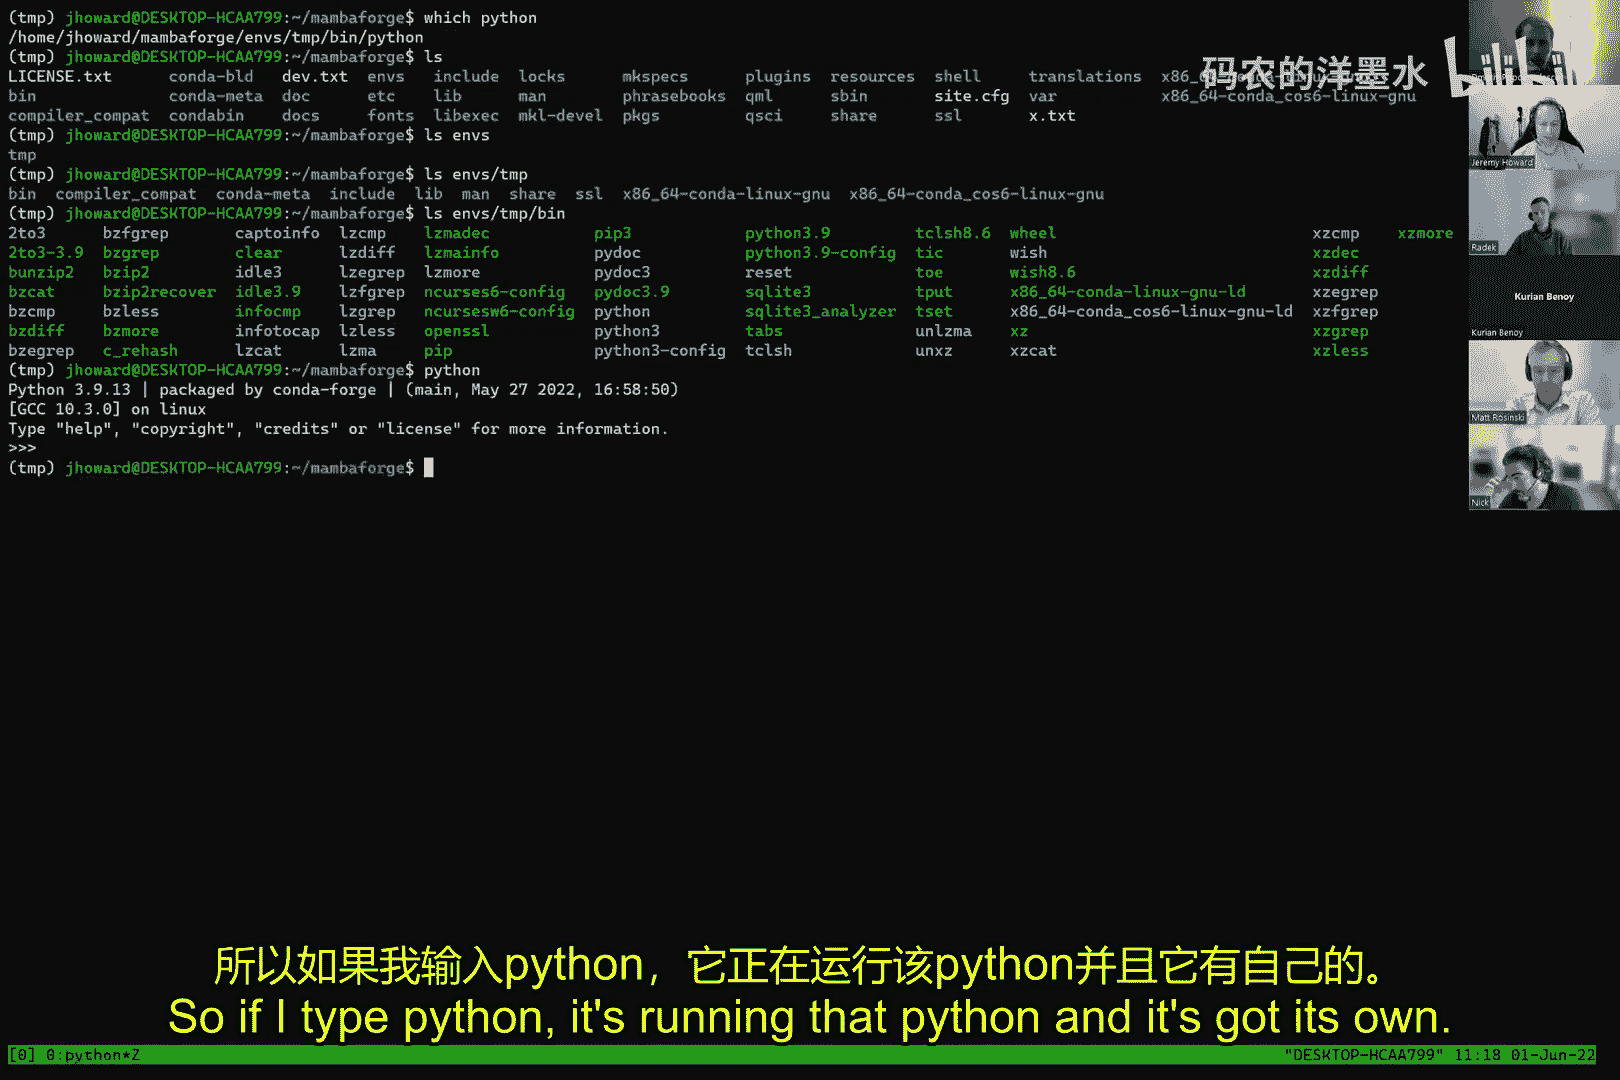 (tmp) jhoward@DESKTOP-HCAA799:~/mambaforge$ which python
/home/jhoward/mambaforge/envs/tmp/bin/python
(tmp) jhoward@DESKTOP-HCAA799:~/mambaforge$ ls
LICENSE.txt conda-bld dev.txt envs include locks mkspecs plugins resources shell translations
bin conda-meta doc etc lib man phrasebooks qml sbin site.cfg var x86_64-conda_cos6-linux-gnu
compiler_compat condabin docs fonts libexec mkl-devel pkgs qsci share ssl x.txt
码农的洋墨水
(tmp) jhoward@DESKTOP-HCAA799:~/mambaforge$ ls envs
tmp
(tmp) jhoward@DESKTOP-HCAA799:~/mambaforge$ ls envs/tmp
bin compiler_compat conda-meta include lib man share ssl x86_64-conda-linux-gnu x86_64-conda_cos6-linux-gnu
(tmp) jhoward@DESKTOP-HCAA799:~/mambaforge$ ls envs/tmp/bin
2to3 bzfgrep captoinfo lzcmp lzmadec pip3 python3.9 tclsh8.6 wheel xzcmp xzmore
2to3-3.9 bzgrep clear lzdiff lzmainfo pydoc python3.9-config tic wish xzdec
bunzip2 bzip2 idle3 lzegrep lzmore pydoc3 reset toe wish8.6 xzdiff
bzcat bzip2recover idle3.9 lzfgrep ncurses6-config pydoc3.9 sqlite3 tput x86_64-conda-linux-gnu-ld xzegrep
bzcmp bzless infocmp lzgrep ncursesw6-config python sqlite3_analyzer tset x86_64-conda_cos6-linux-gnu-ld xzfgrep
bzdiff bzmore infotocap lzless openssl python3 tabs unlzma xz xzgrep
bzegrep c_rehash lzcat lzma pip python3-config tclsh unxz xzcat xzless
(tmp) jhoward@DESKTOP-HCAA799:~/mambaforge$ python
Python 3.9.13 | packaged by conda-forge | (main, May 27 2022, 16:58:50)
[GCC 10.3.0] on linux
Type "help", "copyright", "credits" or "license" for more information.
>>>
(tmp) jhoward@DESKTOP-HCAA799:~/mambaforge$
Jeremy Howard
Radek
Kurian Benoy
Kurian Benoy
Matt Rosinski
Nick
所以如果我输入python，它正在运行该python并且它有自己的。
So if I type python, it's running that python and it's got its own.
[0] 0:python*Z "DESKTOP-HCAA799" 11:18 01-Jun-22